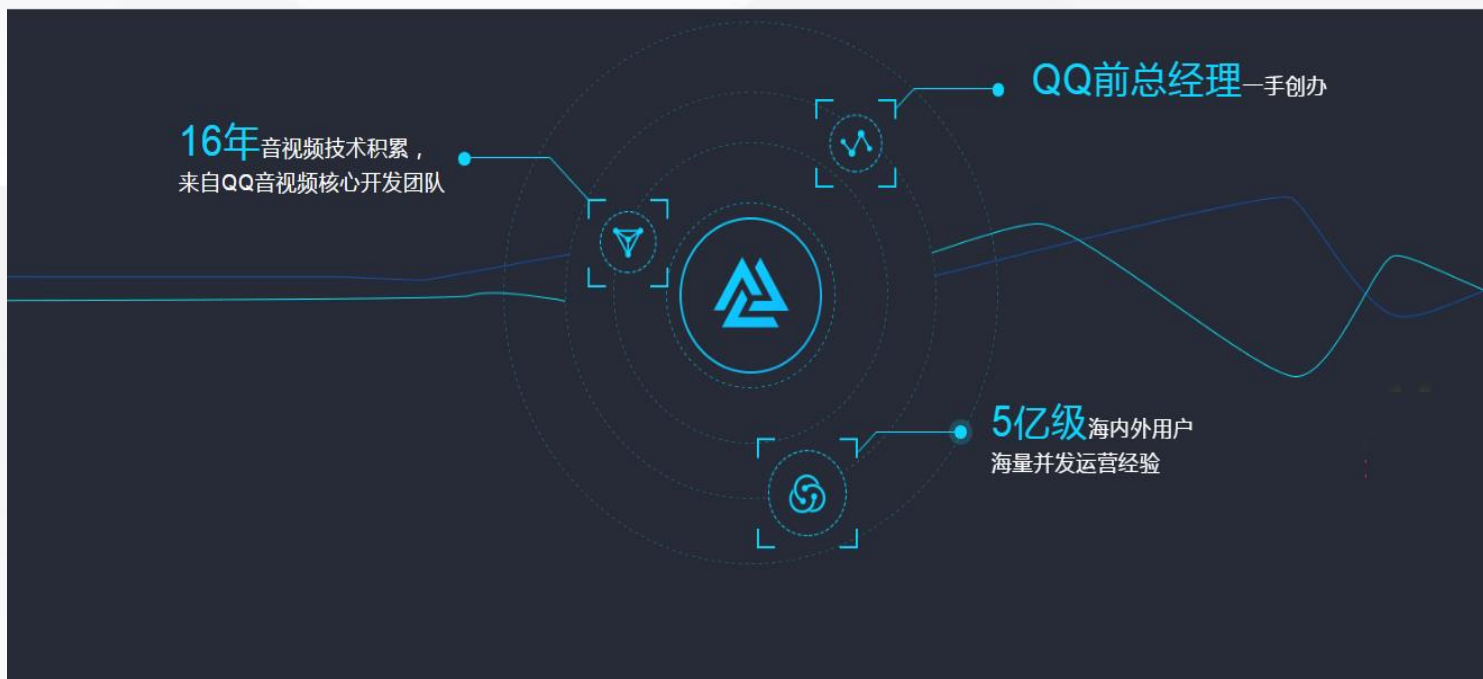 QQ前总经理一手创办
16年音视频技术积累，
来自QQ音视频核心开发团队
5亿级海内外用户
海量并发运营经验